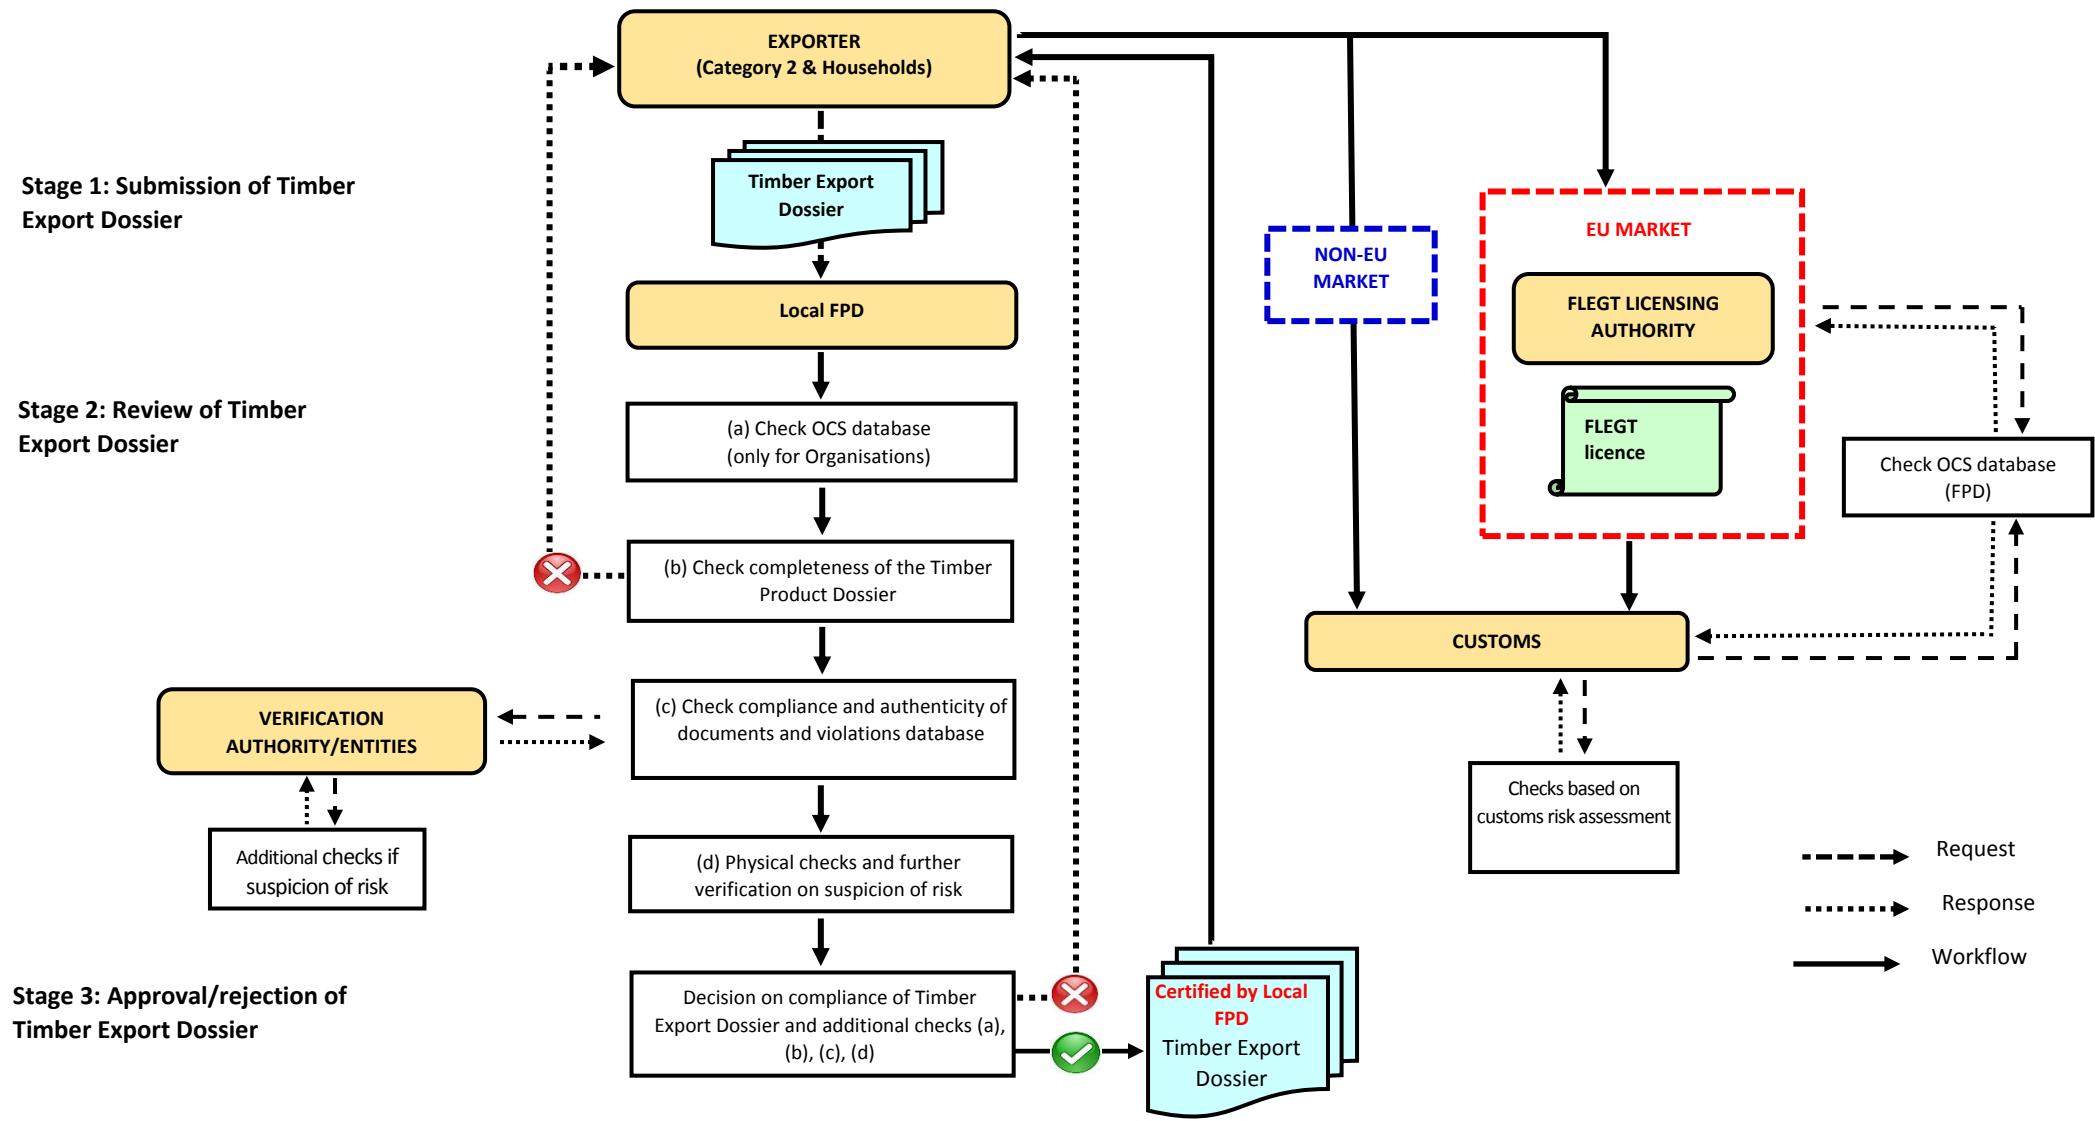 EXPORTER
(Category 2 & Households)
Stage 1: Submission of Timber
Export Dossier
Timber Export
Dossier
Local FPD
NON-EU
MARKET
EU MARKET
FLEGT LICENSING
AUTHORITY
FLEGT
licence
Check OCS database
(FPD)
Stage 2: Review of Timber
Export Dossier
(a) Check OCS database
(only for Organisations)
(b) Check completeness of the Timber
Product Dossier
CUSTOMS
VERIFICATION
AUTHORITY/ENTITIES
(c) Check compliance and authenticity of
documents and violations database
Checks based on
customs risk assessment
Additional checks if
suspicion of risk
(d) Physical checks and further
verification on suspicion of risk
Request
Response
Workflow
Stage 3: Approval/rejection of
Timber Export Dossier
Decision on compliance of Timber
Export Dossier and additional checks (a),
(b), (c), (d)
Certified by Local
FPD
Timber Export
Dossier